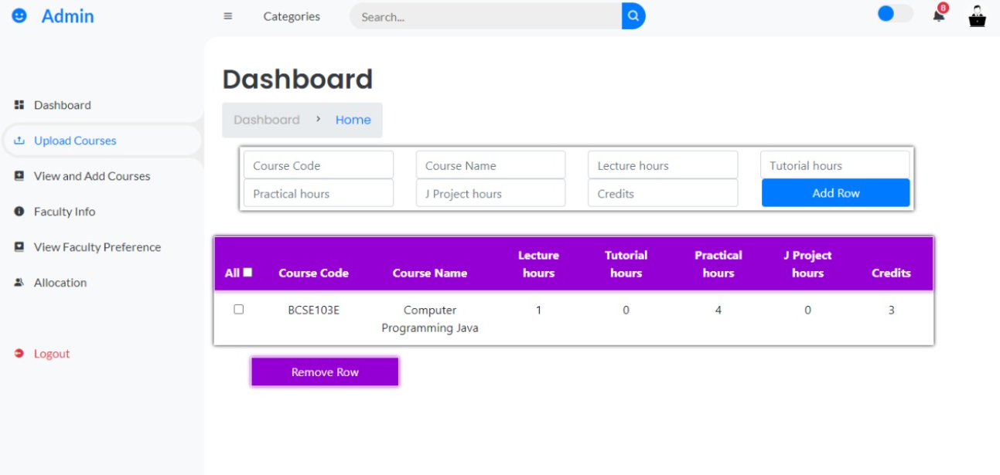 Admin
Categories
Search...
8
Dashboard
Upload Courses
View and Add Courses
Faculty Info
View Faculty Preference
Allocation
Logout
Dashboard
Dashboard > Home
Course Code Course Name Lecture hours Tutorial hours
Practical hours J Project hours Credits Add Row
All Course Code Course Name Lecture hours Tutorial hours Practical hours J Project hours Credits
BCSE103E Computer Programming Java 1 0 4 0 3
Remove Row